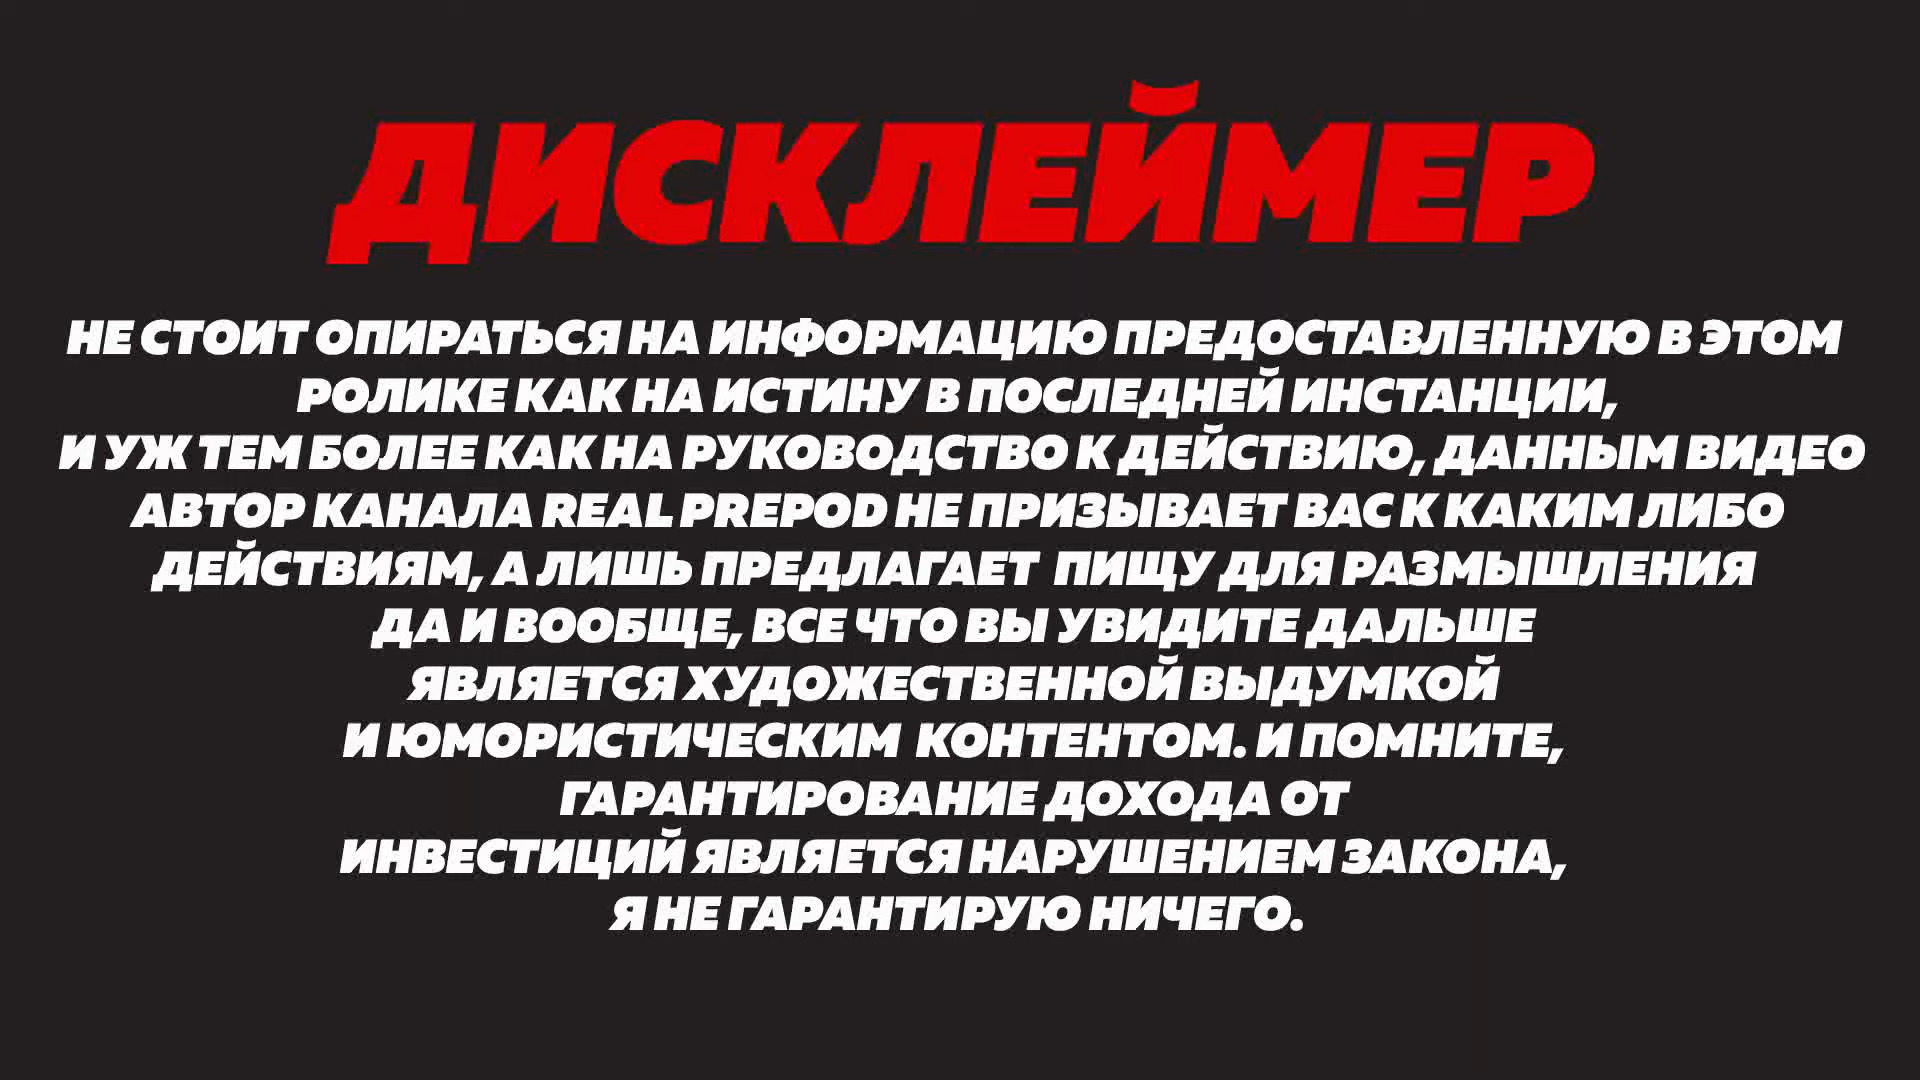 ДИСКЛЕЙМЕР
НЕ СТОИТ ОПИРАТЬСЯ НА ИНФОРМАЦИЮ ПРЕДОСТАВЛЕННУЮ В ЭТОМ
РОЛИКЕ КАК НА ИСТИНУ В ПОСЛЕДНЕЙ ИНСТАНЦИИ,
И УЖ ТЕМ БОЛЕЕ КАК НА РУКОВОДСТВО К ДЕЙСТВИЮ, ДАННЫМ ВИДЕО
АВТОР КАНАЛА REAL PREPOD НЕ ПРИЗЫВАЕТ ВАС К КАКИМ ЛИБО
ДЕЙСТВИЯМ, А ЛИШЬ ПРЕДЛАГАЕТ ПИЩУ ДЛЯ РАЗМЫШЛЕНИЯ
ДА И ВООБЩЕ, ВСЕ ЧТО ВЫ УВИДИТЕ ДАЛЬШЕ
ЯВЛЯЕТСЯ ХУДОЖЕСТВЕННОЙ ВЫДУМКОЙ
И ЮМОРИСТИЧЕСКИМ КОНТЕНТОМ. И ПОМНИТЕ,
ГАРАНТИРОВАНИЕ ДОХОДА ОТ
ИНВЕСТИЦИЙ ЯВЛЯЕТСЯ НАРУШЕНИЕМ ЗАКОНА,
Я НЕ ГАРАНТИРУЮ НИЧЕГО.